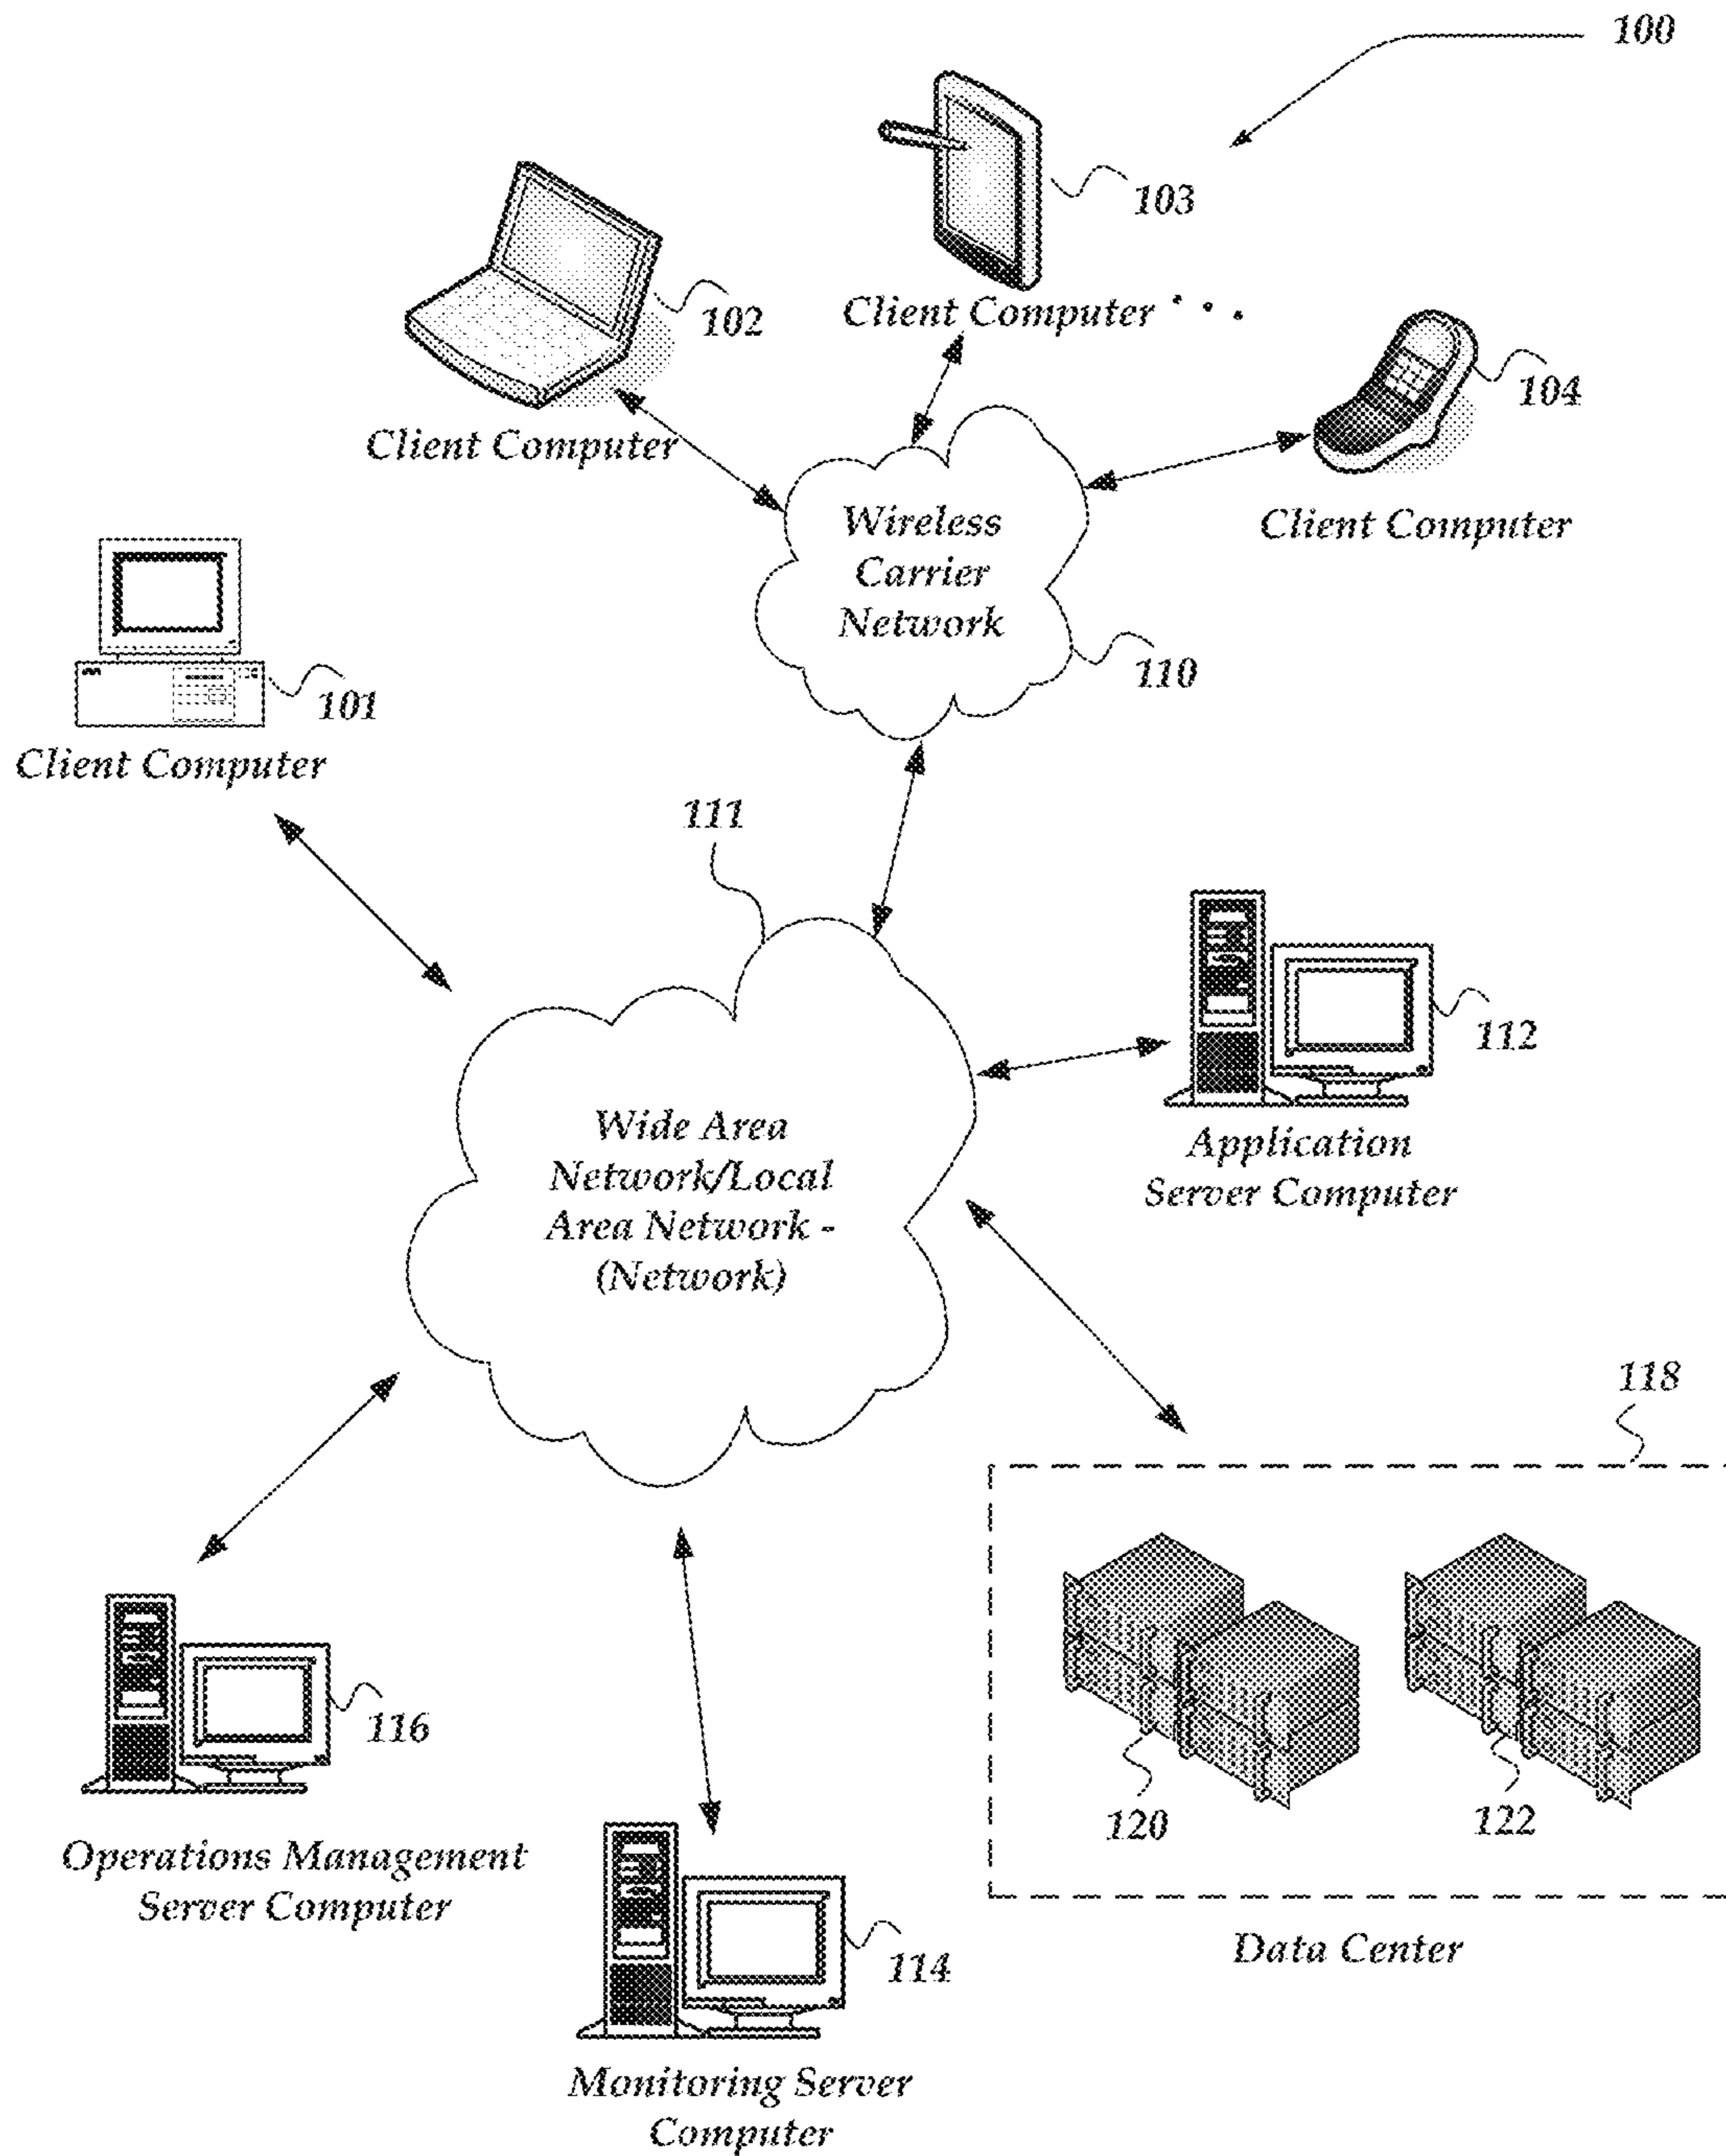 100
103
102
Client Computer
104
Client Computer
Client Computer
Wireless
Carrier
Network
110
101
Client Computer
111
112
Application
Server Computer
Wide Area
Network/Local
Area Network -
(Network)
118
116
Operations Management
Server Computer
120
122
Data Center
114
Monitoring Server
Computer